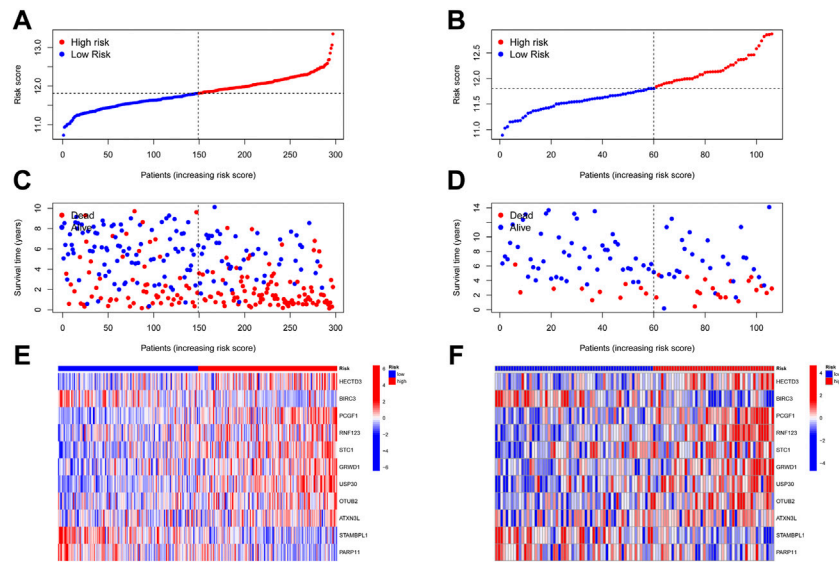 A
High risk
Low Risk
Risk score
11.0 12.0 13.0
0 50 100 150 200 250 300
Patients (increasing risk score)
B
High risk
Low Risk
Risk score
11.0 11.5 12.0 12.5
0 20 40 60 80 100
Patients (increasing risk score)
C
Dead
Alive
Survival time (years)
0 2 4 6 8 10
0 50 100 150 200 250 300
Patients (increasing risk score)
D
Dead
Alive
Survival time (years)
0 2 4 6 8 10 12 14
0 20 40 60 80 100
Patients (increasing risk score)
E
Risk
HECTD3
BIRC3
PCGF1
RNF123
STC1
GRWD1
USP30
OTUB2
ATXN3L
STAMBPL1
PARP11
6
4
2
0
−2
−4
−6
Risk
low
high
F
Risk
HECTD3
BIRC3
PCGF1
RNF123
STC1
GRWD1
USP30
OTUB2
ATXN3L
STAMBPL1
PARP11
4
2
0
−2
−4
Risk